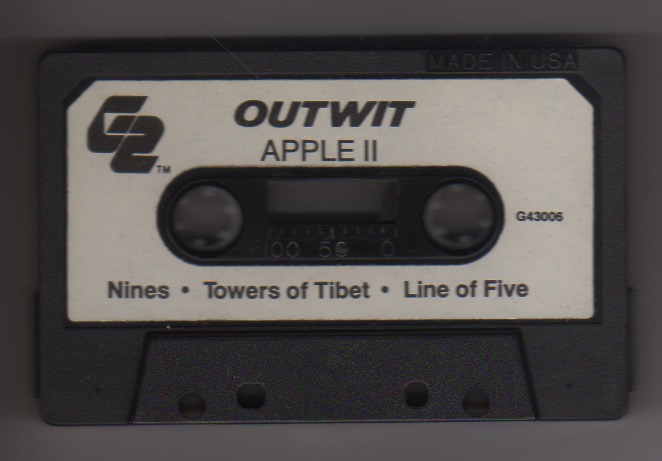 MADE IN USA
G2 TM
OUTWIT
APPLE II
G43006
100 50 0
Nines • Towers of Tibet • Line of Five